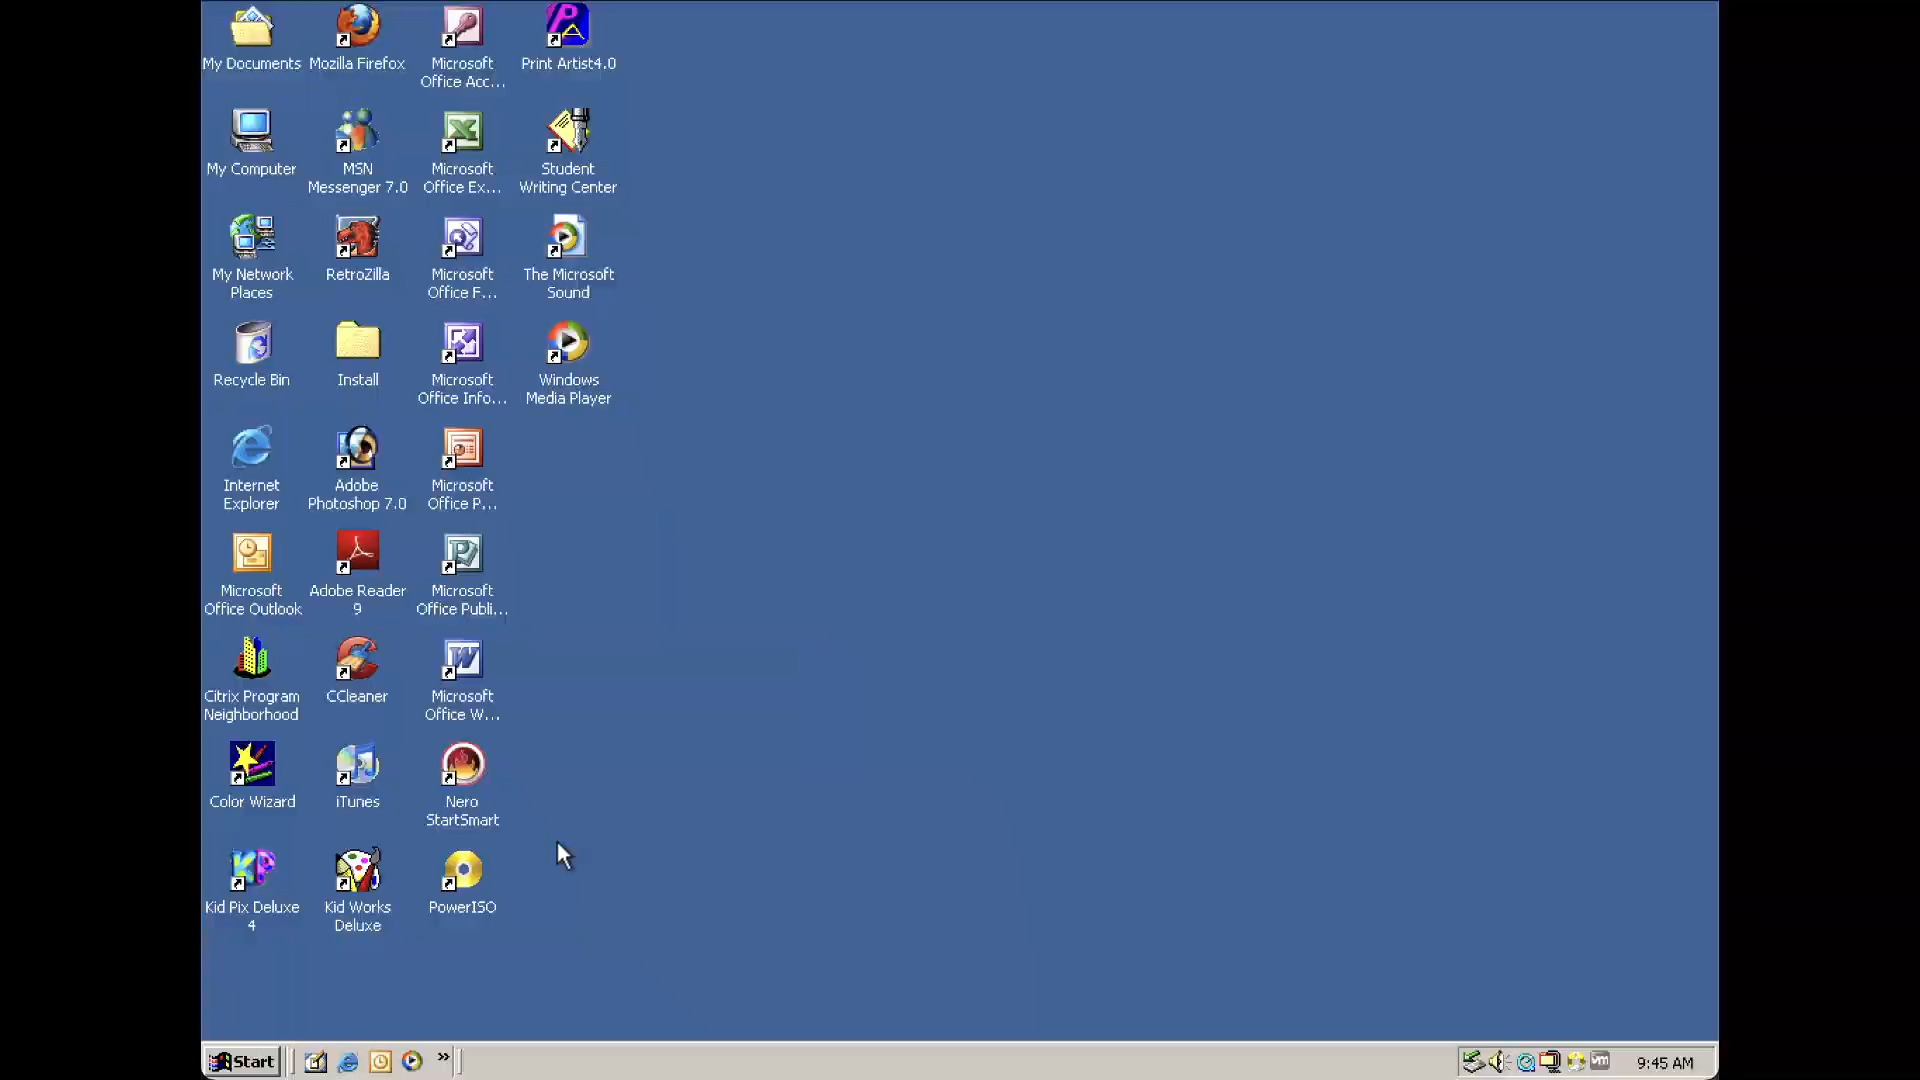 My Documents
Mozilla Firefox
Microsoft
Office Acc...
Print Artist4.0
My Computer
MSN
Messenger 7.0
Microsoft
Office Ex...
Student
Writing Center
My Network
Places
RetroZilla
Microsoft
Office F...
The Microsoft
Sound
Recycle Bin
Install
Microsoft
Office Info...
Windows
Media Player
Internet
Explorer
Adobe
Photoshop 7.0
Microsoft
Office P...
Microsoft
Office Outlook
Adobe Reader
9
Microsoft
Office Publi...
Citrix Program
Neighborhood
CCleaner
Microsoft
Office W...
Color Wizard
iTunes
Nero
StartSmart
Kid Pix Deluxe
4
Kid Works
Deluxe
PowerISO
Start
9:45 AM